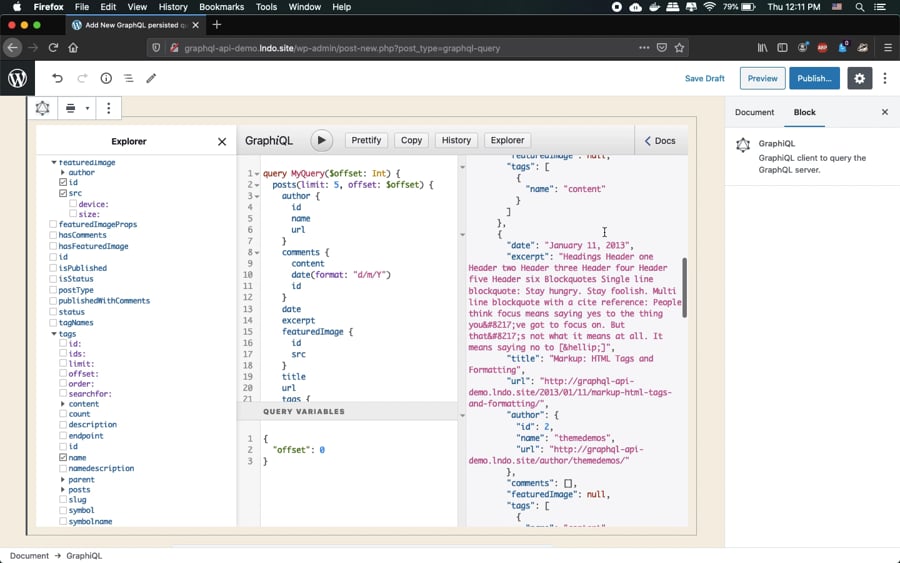 Firefox File Edit View History Bookmarks Tools Window Help
79% Thu 12:11 PM
Add New GraphQL persisted q
graphql-api-demo.lndo.site/wp-admin/post-new.php?post_type=graphql-query
ABP
Save Draft
Preview
Publish...
Document
Block
Explorer
GraphiQL
Prettify
Copy
History
Explorer
Docs
GraphiQL
GraphiQL client to query the
GraphQL server.
featuredImage
author
id
src
device:
size:
featuredImageProps
hasComments
hasFeaturedImage
id
isPublished
isStatus
postType
publishedWithComments
status
tagNames
tags
id:
ids:
limit:
offset:
order:
searchfor:
content
count
description
endpoint
id
name
namedescription
parent
posts
slug
symbol
symbolname
1 query MyQuery($offset: Int) {
2 posts(limit: 5, offset: $offset) {
3 author {
4 id
5 name
6 url
7 }
8 comments {
9 content
10 date(format: "d/m/Y")
11 id
12 }
13 date
14 excerpt
15 featuredImage {
16 id
17 src
18 }
19 title
20 url
21 tags {
QUERY VARIABLES
1 {
2 "offset": 0
3 }
"featuredImage": null,
"tags": [
{
"name": "content"
}
]
},
{
"date": "January 11, 2013",
"excerpt": "Headings Header one
Header two Header three Header four Header
five Header six Blockquotes Single line
blockquote: Stay hungry. Stay foolish. Multi
line blockquote with a cite reference: People
think focus means saying yes to the thing
you&#8217;ve got to focus on. But
that&#8217;s not what it means at all. It
means saying no to [&hellip;]",
"title": "Markup: HTML Tags and
Formatting",
"url": "http://graphql-api-
demo.lndo.site/2013/01/11/markup-html-tags-
and-formatting/",
"author": {
"id": 2,
"name": "themedemos",
"url": "http://graphql-api-
demo.lndo.site/author/themedemos/"
},
"comments": [],
"featuredImage": null,
"tags": [
{
"name": "content"
Document → GraphiQL